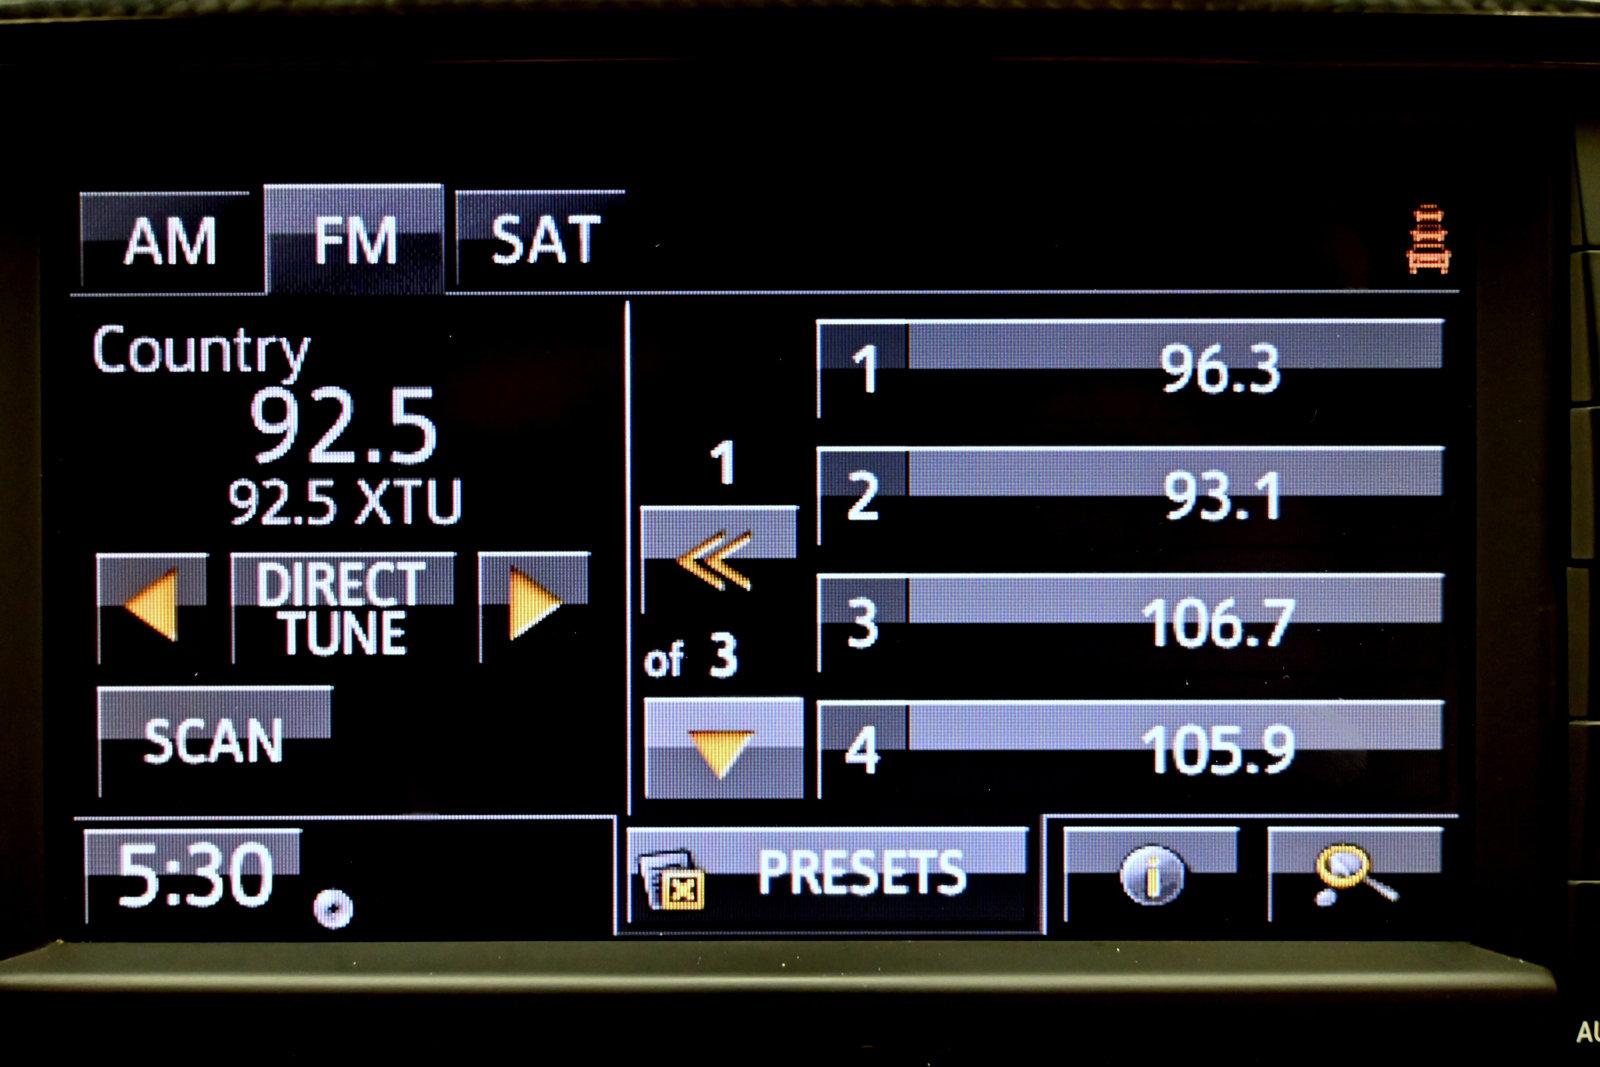 AM
FM
SAT
Country
92.5
92.5 XTU
DIRECT
TUNE
SCAN
1
of 3
1 96.3
2 93.1
3 106.7
4 105.9
5:30
PRESETS
i